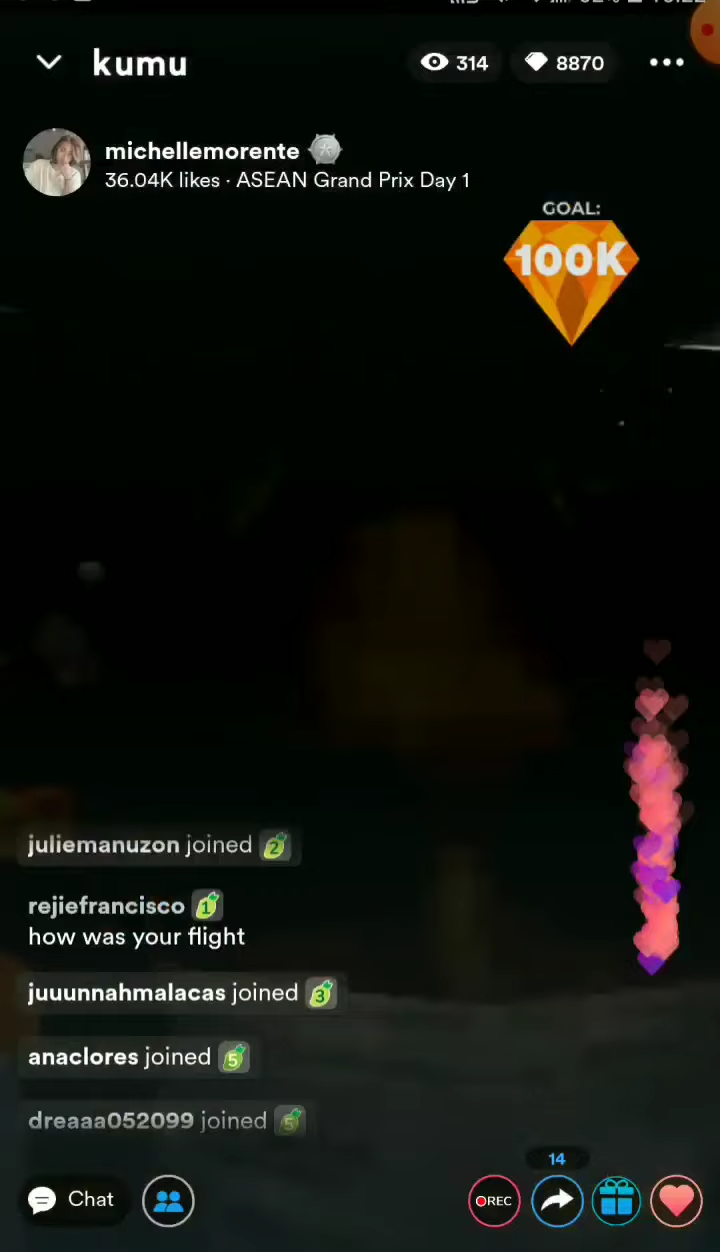 kumu
314
8870
michellemorente
36.04K likes · ASEAN Grand Prix Day 1
GOAL:
100K
juliemanuzon joined 2
rejiefrancisco 1
how was your flight
juuunnahmalacas joined 3
anaclores joined 5
dreaaa052099 joined 5
14
Chat
REC